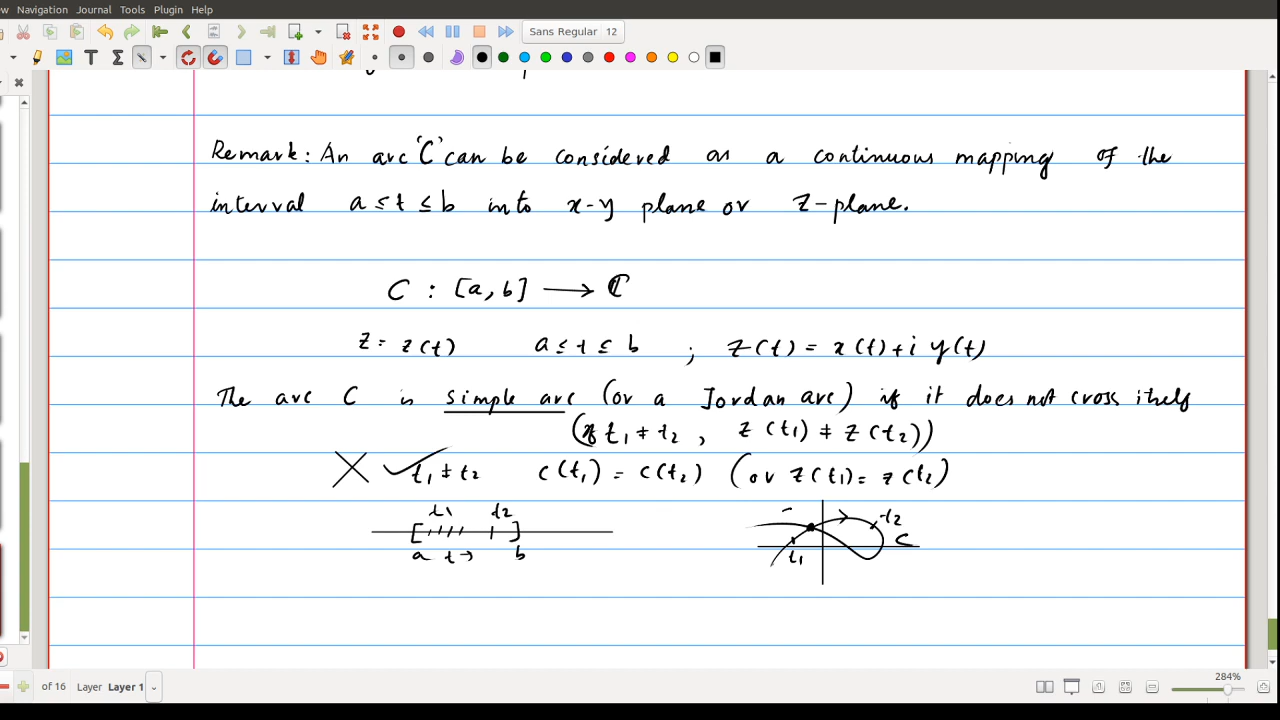 w Navigation Journal Tools Plugin Help
Sans Regular 12
Remark: An arc 'C' can be considered as a continuous mapping of the
interval a ≤ t ≤ b into x-y plane or z-plane.
C : [a, b] ⟶ ℂ
z = z(t) a ≤ t ≤ b ; z(t) = x(t) + i y(t)
The arc C is simple arc (or a Jordan arc) if it does not cross itself
(if t₁ ≠ t₂ , z(t₁) ≠ z(t₂))
t₁ ≠ t₂ c(t₁) = c(t₂) (or z(t₁) = z(t₂)
t₁ t₂
[ ]
a t → b
t₂
C
t₁
of 16 Layer Layer 1
284%